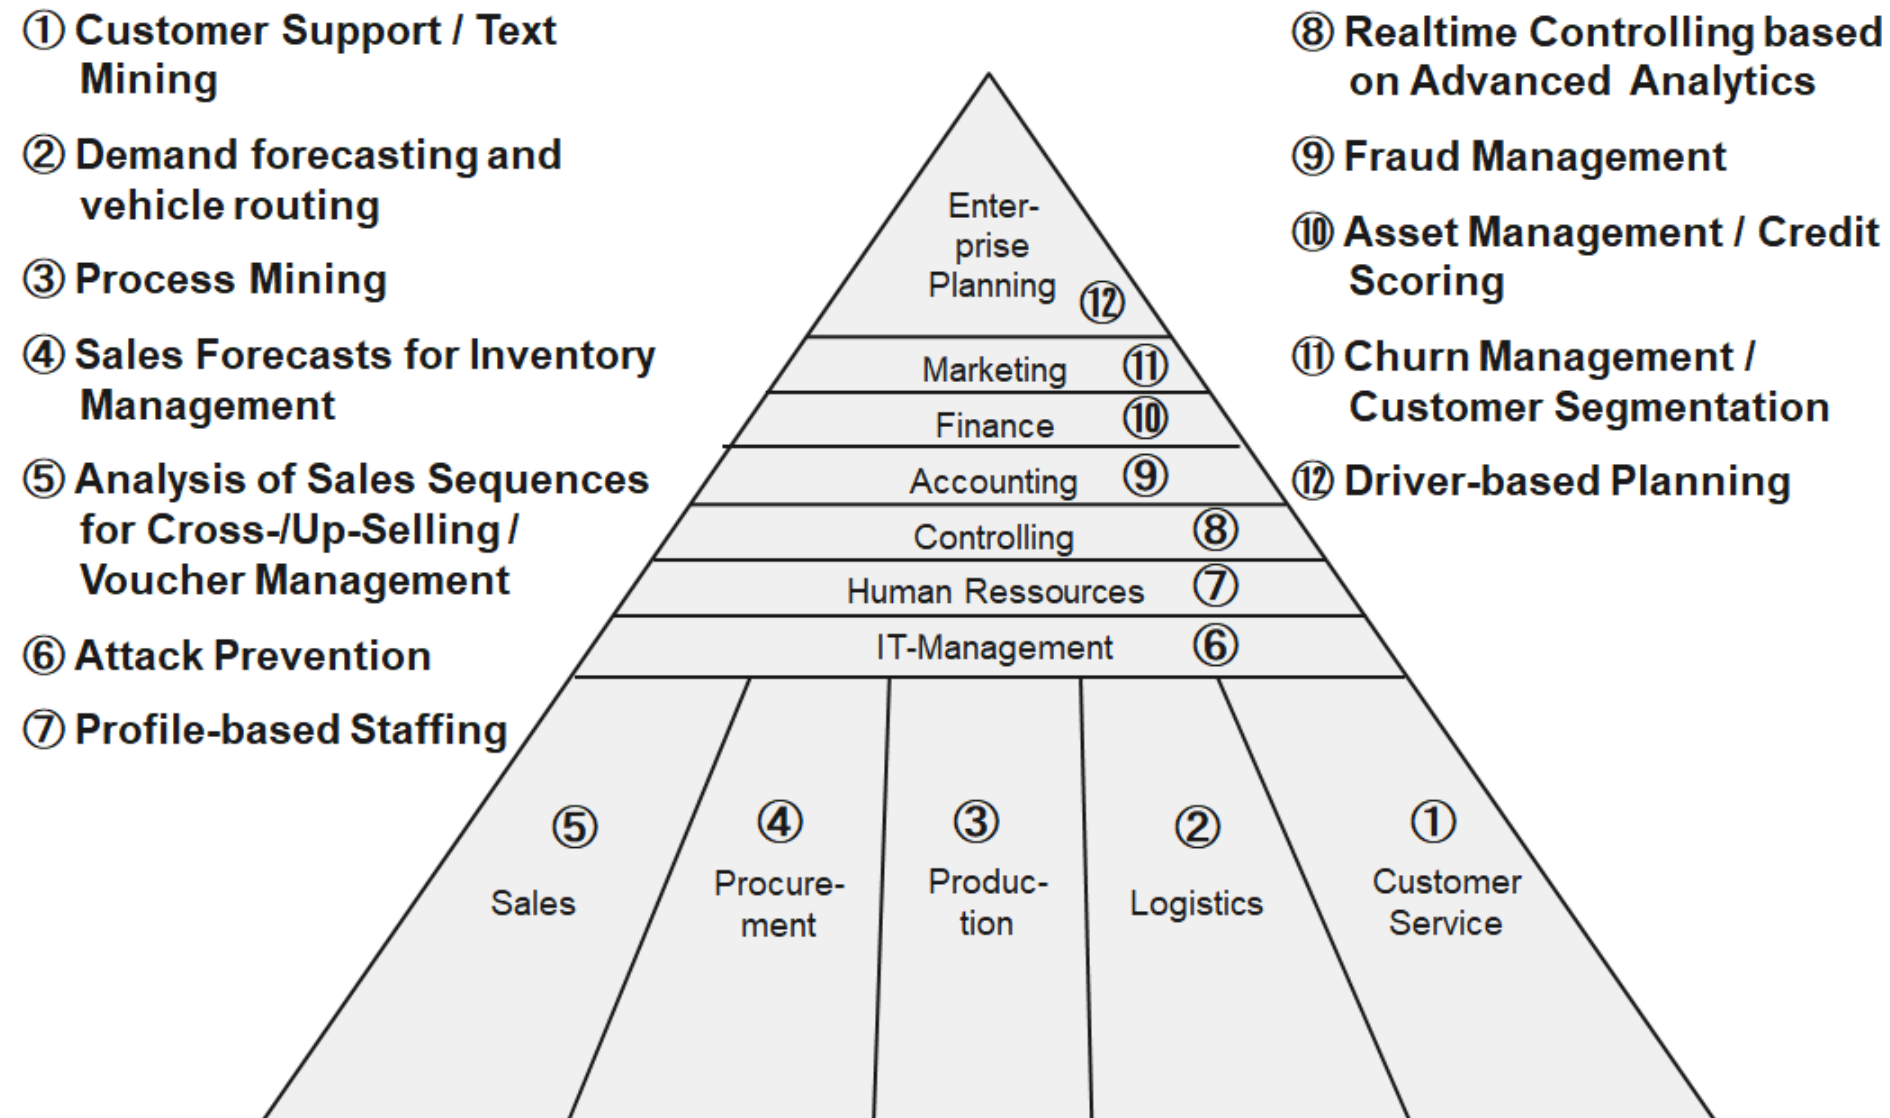 ① Customer Support / Text
Mining
② Demand forecasting and
vehicle routing
③ Process Mining
④ Sales Forecasts for Inventory
Management
⑤ Analysis of Sales Sequences
for Cross-/Up-Selling /
Voucher Management
⑥ Attack Prevention
⑦ Profile-based Staffing
⑧ Realtime Controlling based
on Advanced Analytics
⑨ Fraud Management
⑩ Asset Management / Credit
Scoring
⑪ Churn Management /
Customer Segmentation
⑫ Driver-based Planning
Enter-
prise
Planning ⑫
Marketing ⑪
Finance ⑩
Accounting ⑨
Controlling ⑧
Human Ressources ⑦
IT-Management ⑥
⑤
Sales
④
Procure-
ment
③
Produc-
tion
②
Logistics
①
Customer
Service